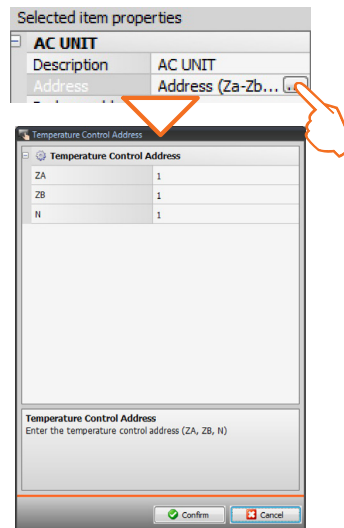 Selected item properties
AC UNIT
Description AC UNIT
Address Address (Za-Zb... ...
Temperature Control Address
Temperature Control Address
ZA 1
ZB 1
N 1
Temperature Control Address
Enter the temperature control address (ZA, ZB, N)
Confirm Cancel